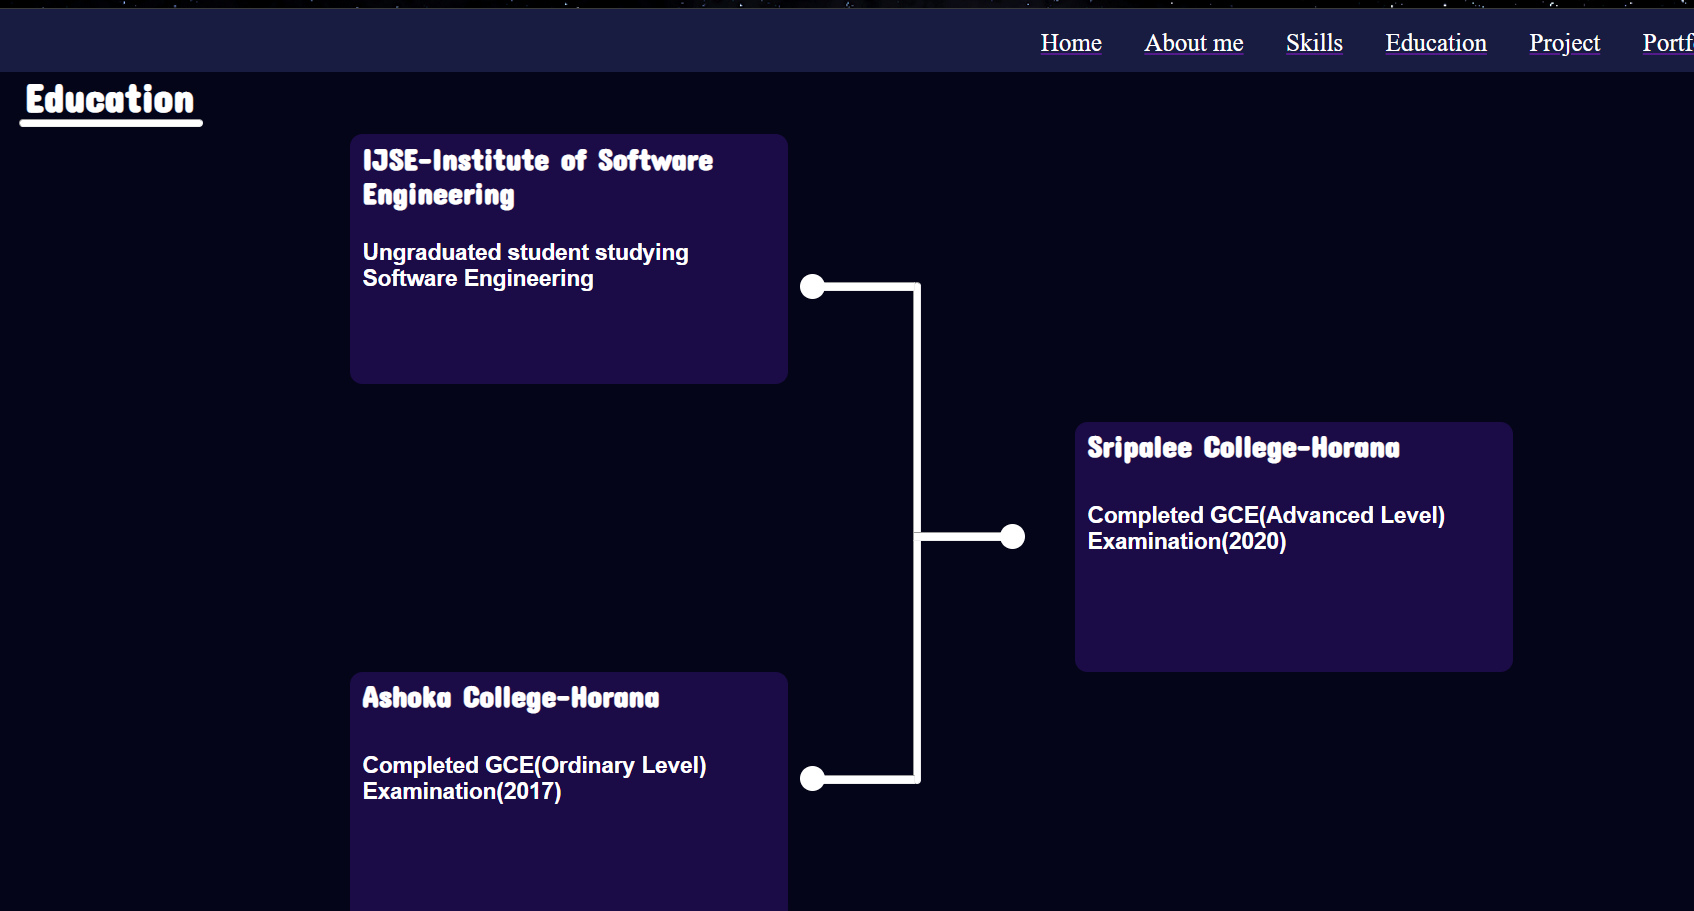 Home About me Skills Education Project Portf
Education
IJSE-Institute of Software
Engineering
Ungraduated student studying
Software Engineering
Sripalee College-Horana
Completed GCE(Advanced Level)
Examination(2020)
Ashoka College-Horana
Completed GCE(Ordinary Level)
Examination(2017)